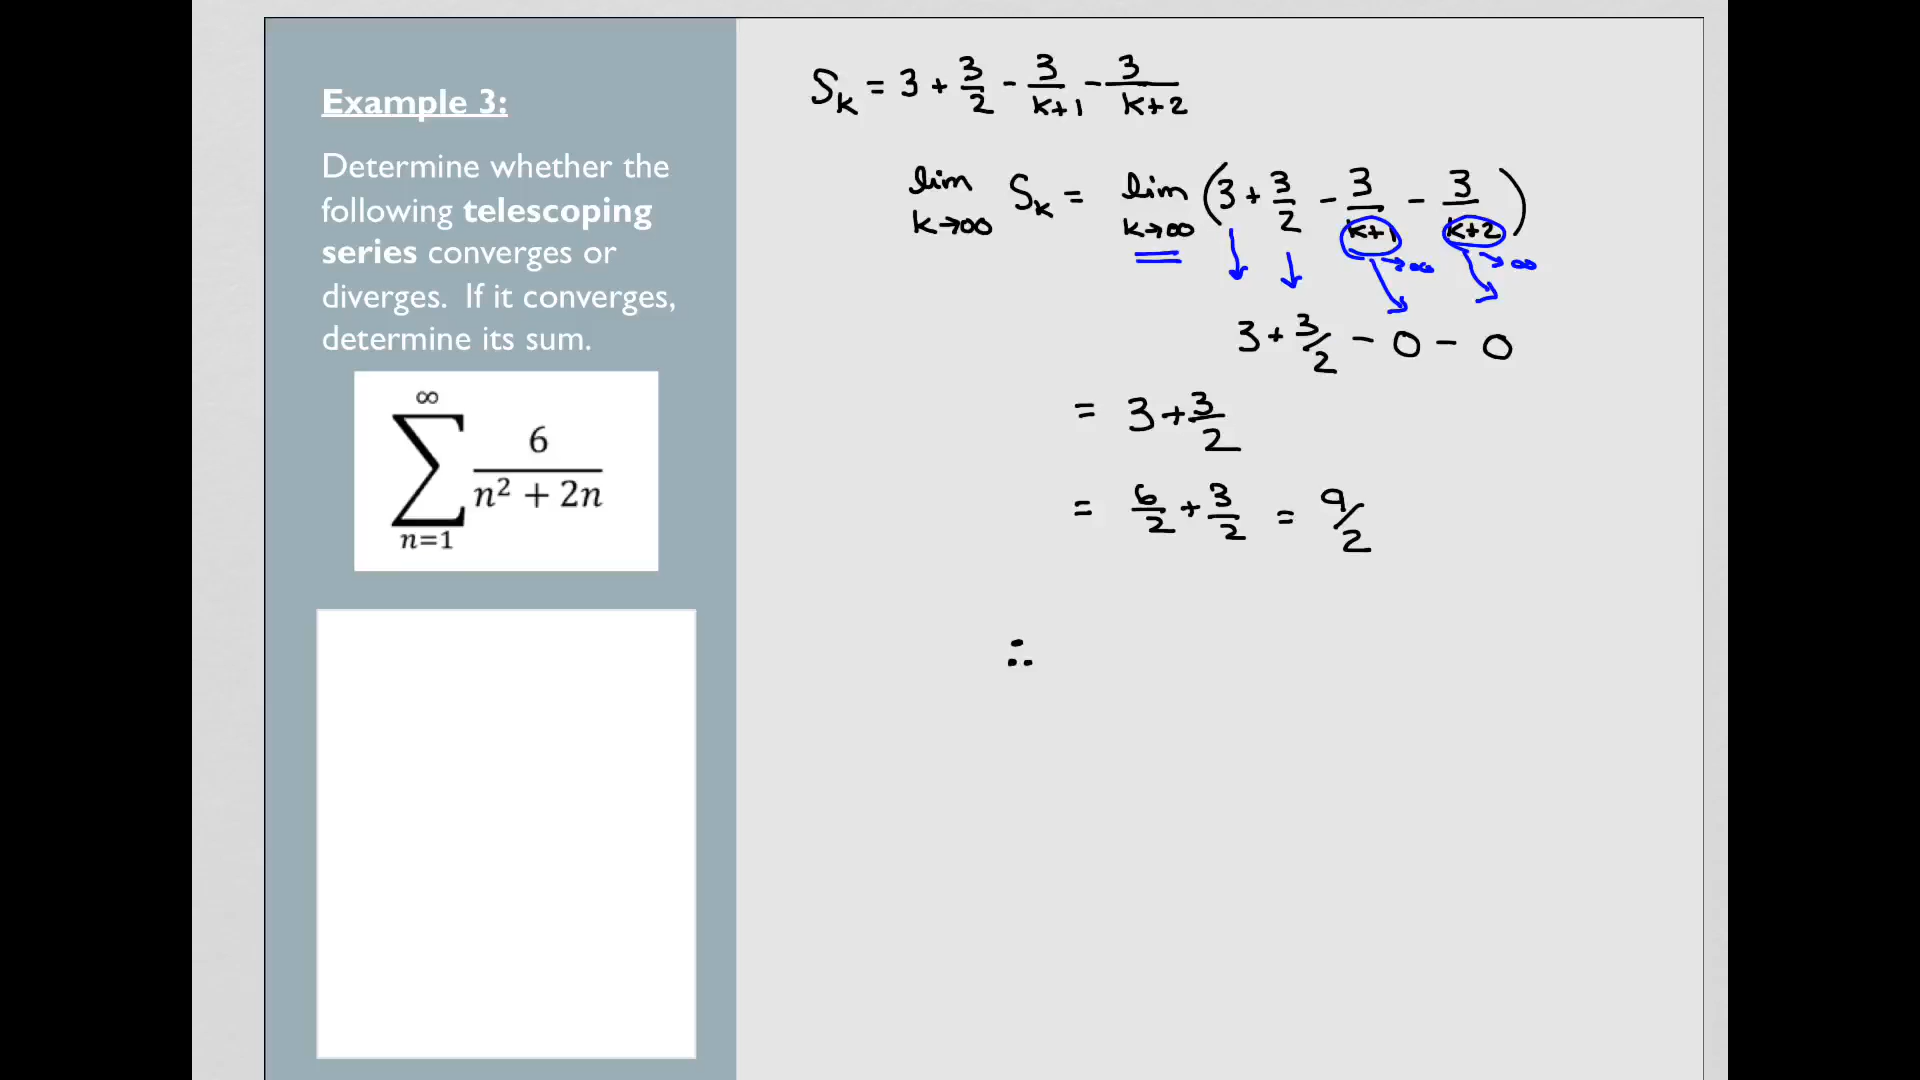 Example 3:
Determine whether the
following telescoping
series converges or
diverges. If it converges,
determine its sum.
∞
∑ 6/(n² + 2n)
n=1
S_k = 3 + 3/2 - 3/(k+1) - 3/(k+2)
lim k→∞ S_k = lim k→∞ (3 + 3/2 - 3/(k+1) - 3/(k+2))
→∞ →∞
3 + 3/2 - 0 - 0
= 3 + 3/2
= 6/2 + 3/2 = 9/2
∴